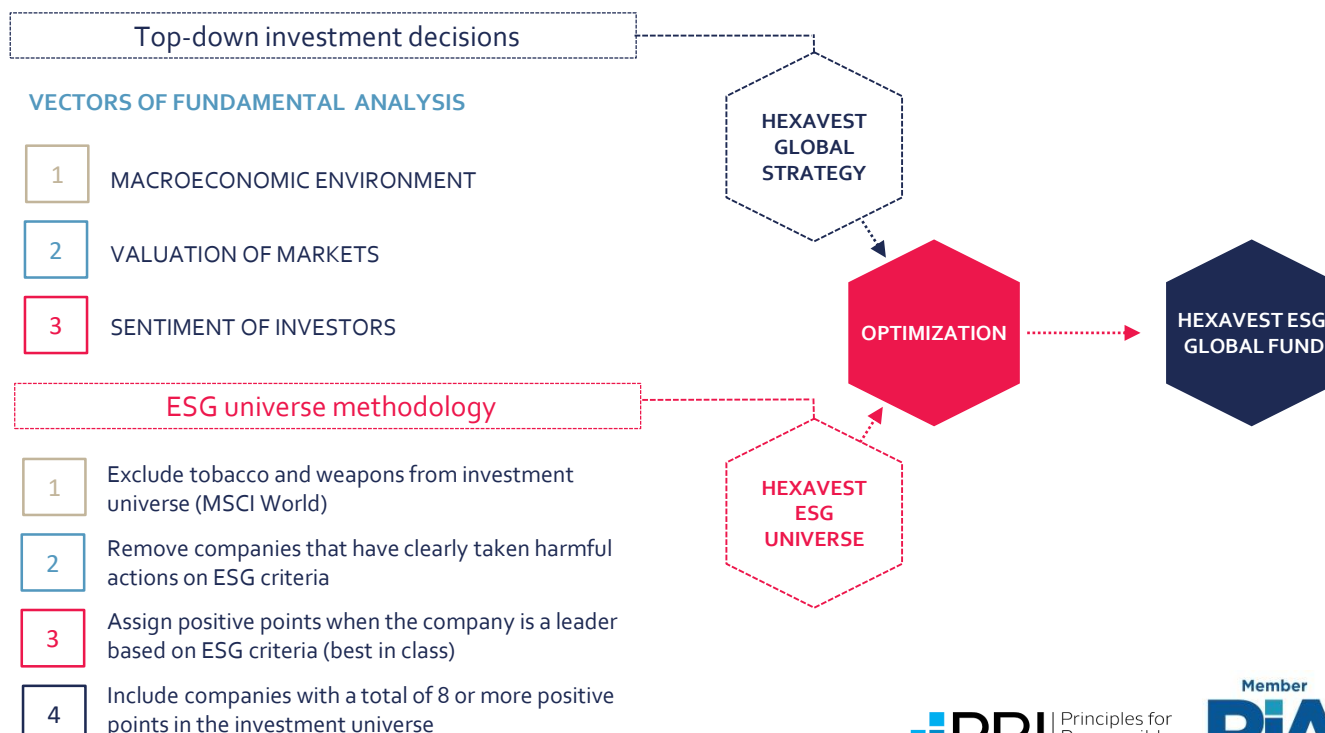 Top-down investment decisions
VECTORS OF FUNDAMENTAL ANALYSIS
1
MACROECONOMIC ENVIRONMENT
2
VALUATION OF MARKETS
3
SENTIMENT OF INVESTORS
ESG universe methodology
1
Exclude tobacco and weapons from investment
universe (MSCI World)
2
Remove companies that have clearly taken harmful
actions on ESG criteria
3
Assign positive points when the company is a leader
based on ESG criteria (best in class)
4
Include companies with a total of 8 or more positive
points in the investment universe
HEXAVEST
GLOBAL
STRATEGY
OPTIMIZATION
HEXAVEST ESG
GLOBAL FUND
HEXAVEST
ESG
UNIVERSE
PRI
Principles for
Member